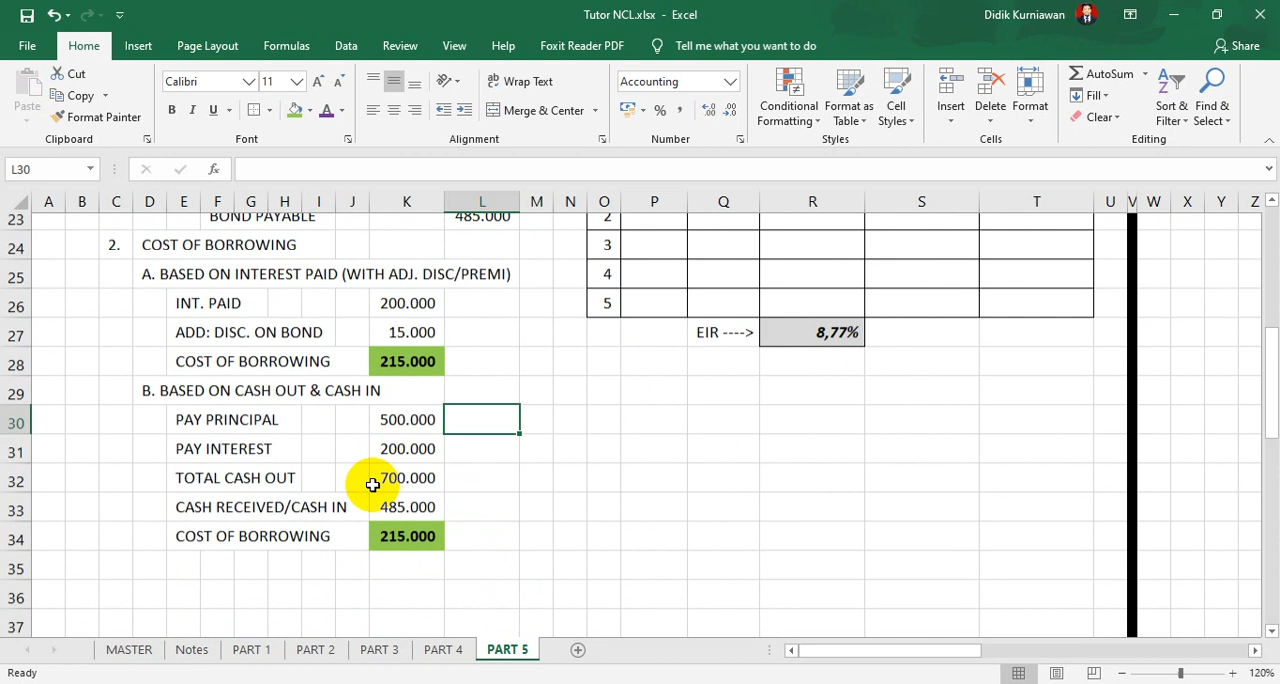 Tutor NCL.xlsx - Excel
Didik Kurniawan
File Home Insert Page Layout Formulas Data Review View Help Foxit Reader PDF Tell me what you want to do Share
Paste
Cut
Copy
Format Painter
Clipboard
Calibri 11
B I U
Font
Wrap Text
Merge & Center
Alignment
Accounting
%
Number
Conditional
Formatting
Format as
Table
Cell
Styles
Styles
Insert Delete Format
Cells
AutoSum
Fill
Clear
Sort &
Filter
Find &
Select
Editing
L30
fx
A B C D E F G H I J K L M N O P Q R S T U V W X Y Z
23 BOND PAYABLE 485.000 2
24 2. COST OF BORROWING 3
25 A. BASED ON INTEREST PAID (WITH ADJ. DISC/PREMI) 4
26 INT. PAID 200.000 5
27 ADD: DISC. ON BOND 15.000 EIR ----> 8,77%
28 COST OF BORROWING 215.000
29 B. BASED ON CASH OUT & CASH IN
30 PAY PRINCIPAL 500.000
31 PAY INTEREST 200.000
32 TOTAL CASH OUT 700.000
33 CASH RECEIVED/CASH IN 485.000
34 COST OF BORROWING 215.000
35
36
37
MASTER Notes PART 1 PART 2 PART 3 PART 4 PART 5
Ready
120%